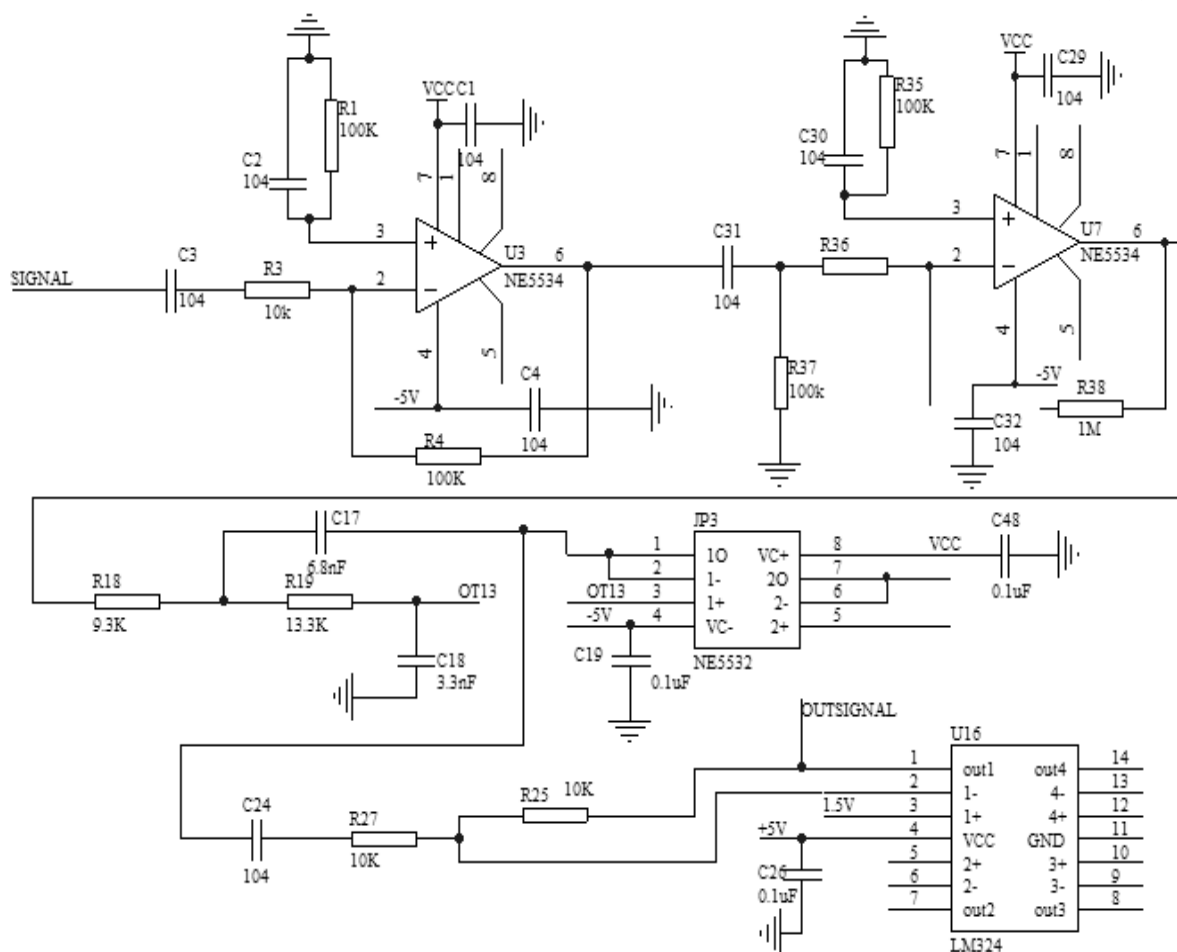 VCC
C1
104
R1
100K
C2
104
7
1
8
3
+
U3
6
NE5534
2
−
SIGNAL
C3
104
R3
10k
4
5
-5V
C4
104
R4
100K
VCC
C29
104
R35
100K
C30
104
7
1
8
3
+
U7
6
NE5534
2
−
C31
104
R36
R37
100k
4
5
-5V
C32
104
R38
1M
C17
6.8nF
R18
9.3K
R19
13.3K
OT13
C18
3.3nF
JP3
1 1O VC+ 8 VCC
2 1- 2O 7
OT13 3 1+ 2- 6
-5V 4 VC- 2+ 5
NE5532
C48
0.1uF
C19
0.1uF
OUTSIGNAL
U16
1 out1 out4 14
2 1- 4- 13
1.5V 3 1+ 4+ 12
+5V 4 VCC GND 11
5 2+ 3+ 10
6 2- 3- 9
7 out2 out3 8
LM324
C24
104
R27
10K
R25
10K
C26
0.1uF